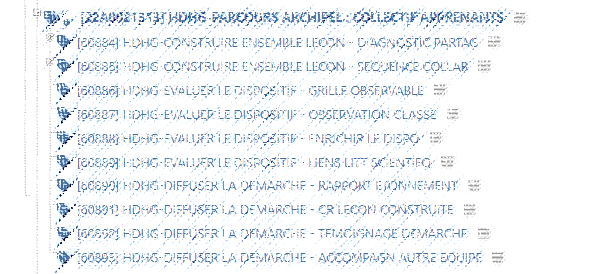 [22A0021313] HDHG-PARCOURS ARCHIPEL : COLLECTIF APPRENANTS
[60884] HDHG-CONSTRUIRE ENSEMBLE LECON - DIAGNOSTIC PARTAG
[60885] HDHG-CONSTRUIRE ENSEMBLE LECON - SEQUENCE COLLAB
[60886] HDHG-EVALUER LE DISPOSITIF - GRILLE OBSERVABLE
[60887] HDHG-EVALUER LE DISPOSITIF - OBSERVATION CLASSE
[60888] HDHG-EVALUER LE DISPOSITIF - ENRICHIR LE DISPO
[60889] HDHG-EVALUER LE DISPOSITIF - LIENS LITT SCIENTIFQ
[60890] HDHG-DIFFUSER LA DEMARCHE - RAPPORT ETONNEMENT
[60891] HDHG-DIFFUSER LA DEMARCHE - CR LECON CONSTRUITE
[60892] HDHG-DIFFUSER LA DEMARCHE - TEMOIGNAGE DEMARCHE
[60893] HDHG-DIFFUSER LA DEMARCHE - ACCOMPAGN AUTRE EQUIPE